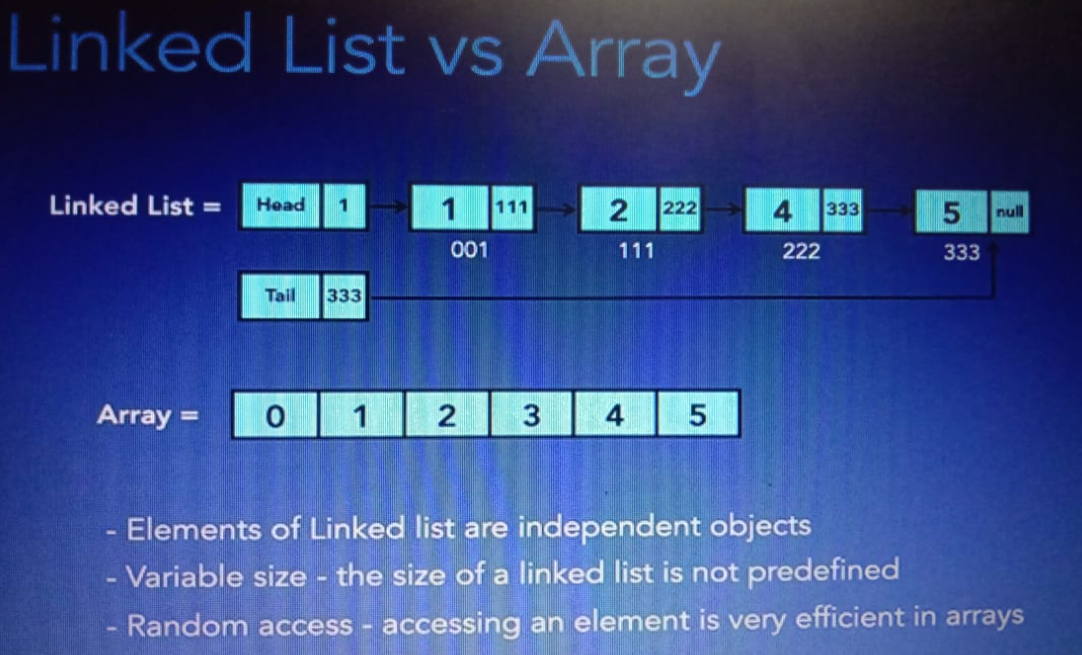 Linked List vs Array
Linked List = Head 1 1 111 2 222 4 333 5 null
001 111 222 333
Tail 333
Array = 0 1 2 3 4 5
- Elements of Linked list are independent objects
- Variable size - the size of a linked list is not predefined
- Random access - accessing an element is very efficient in arrays